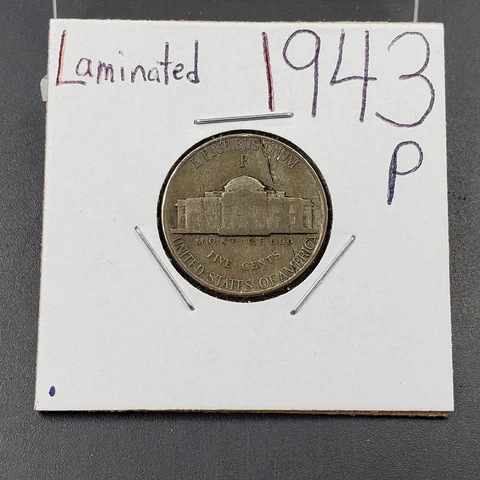 Laminated 1943
P
E PLURIBUS UNUM
P
MONTICELLO
FIVE CENTS
UNITED STATES OF AMERICA